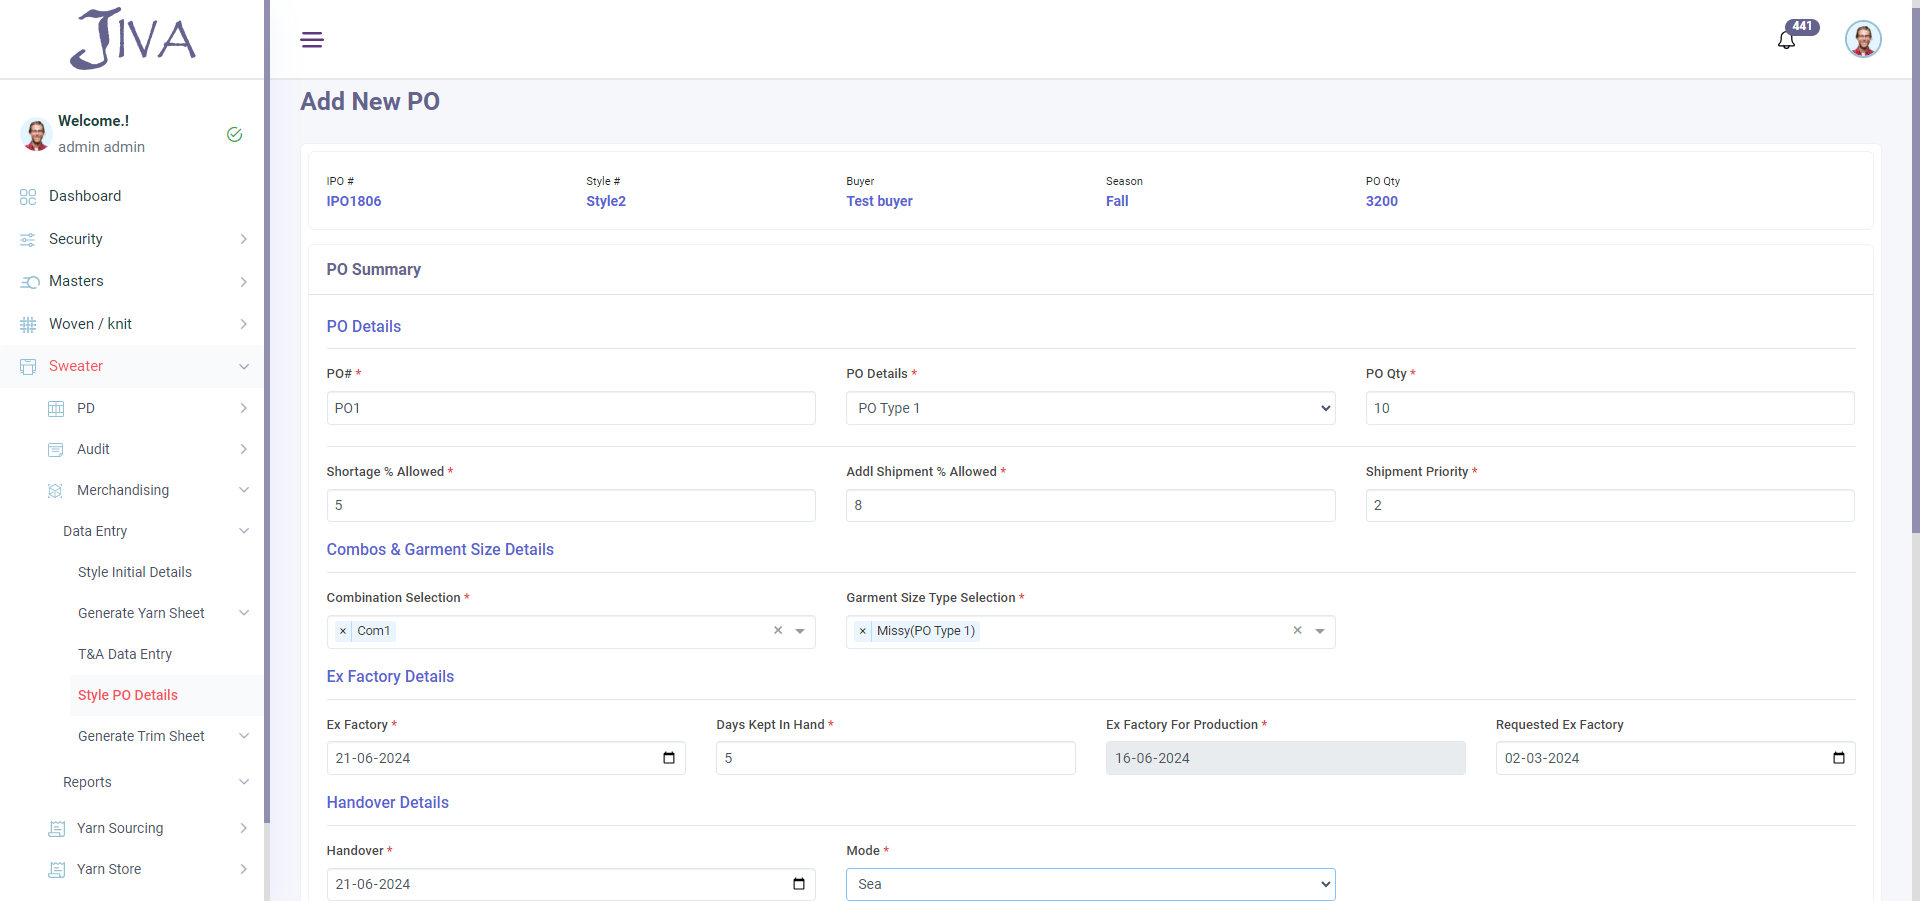 JIVA
441
Welcome.!
admin admin
Dashboard
Security
Masters
Woven / knit
Sweater
PD
Audit
Merchandising
Data Entry
Style Initial Details
Generate Yarn Sheet
T&A Data Entry
Style PO Details
Generate Trim Sheet
Reports
Yarn Sourcing
Yarn Store
Add New PO
IPO # Style # Buyer Season PO Qty
IPO1806 Style2 Test buyer Fall 3200
PO Summary
PO Details
PO# * PO Details * PO Qty *
PO1 PO Type 1 10
Shortage % Allowed * Addl Shipment % Allowed * Shipment Priority *
5 8 2
Combos & Garment Size Details
Combination Selection * Garment Size Type Selection *
× Com1 × × Missy(PO Type 1) ×
Ex Factory Details
Ex Factory * Days Kept In Hand * Ex Factory For Production * Requested Ex Factory
21-06-2024 5 16-06-2024 02-03-2024
Handover Details
Handover * Mode *
21-06-2024 Sea